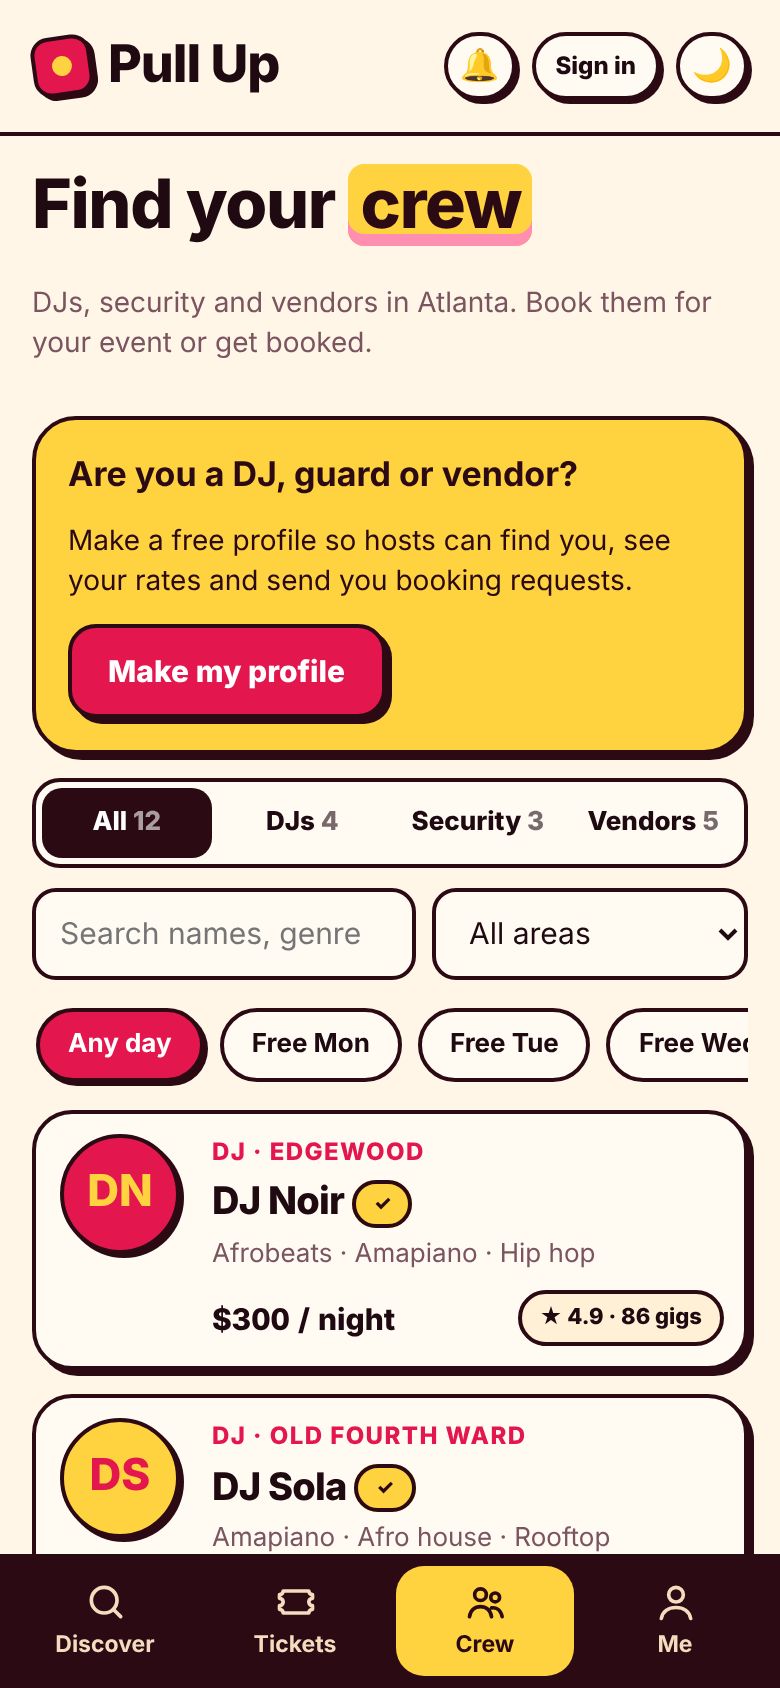 Pull Up
Sign in
Find your crew
DJs, security and vendors in Atlanta. Book them for
your event or get booked.
Are you a DJ, guard or vendor?
Make a free profile so hosts can find you, see
your rates and send you booking requests.
Make my profile
All 12 DJs 4 Security 3 Vendors 5
Search names, genre All areas
Any day Free Mon Free Tue Free Wed
DN
DJ · EDGEWOOD
DJ Noir ✓
Afrobeats · Amapiano · Hip hop
$300 / night ★ 4.9 · 86 gigs
DS
DJ · OLD FOURTH WARD
DJ Sola ✓
Amapiano · Afro house · Rooftop
Discover Tickets Crew Me